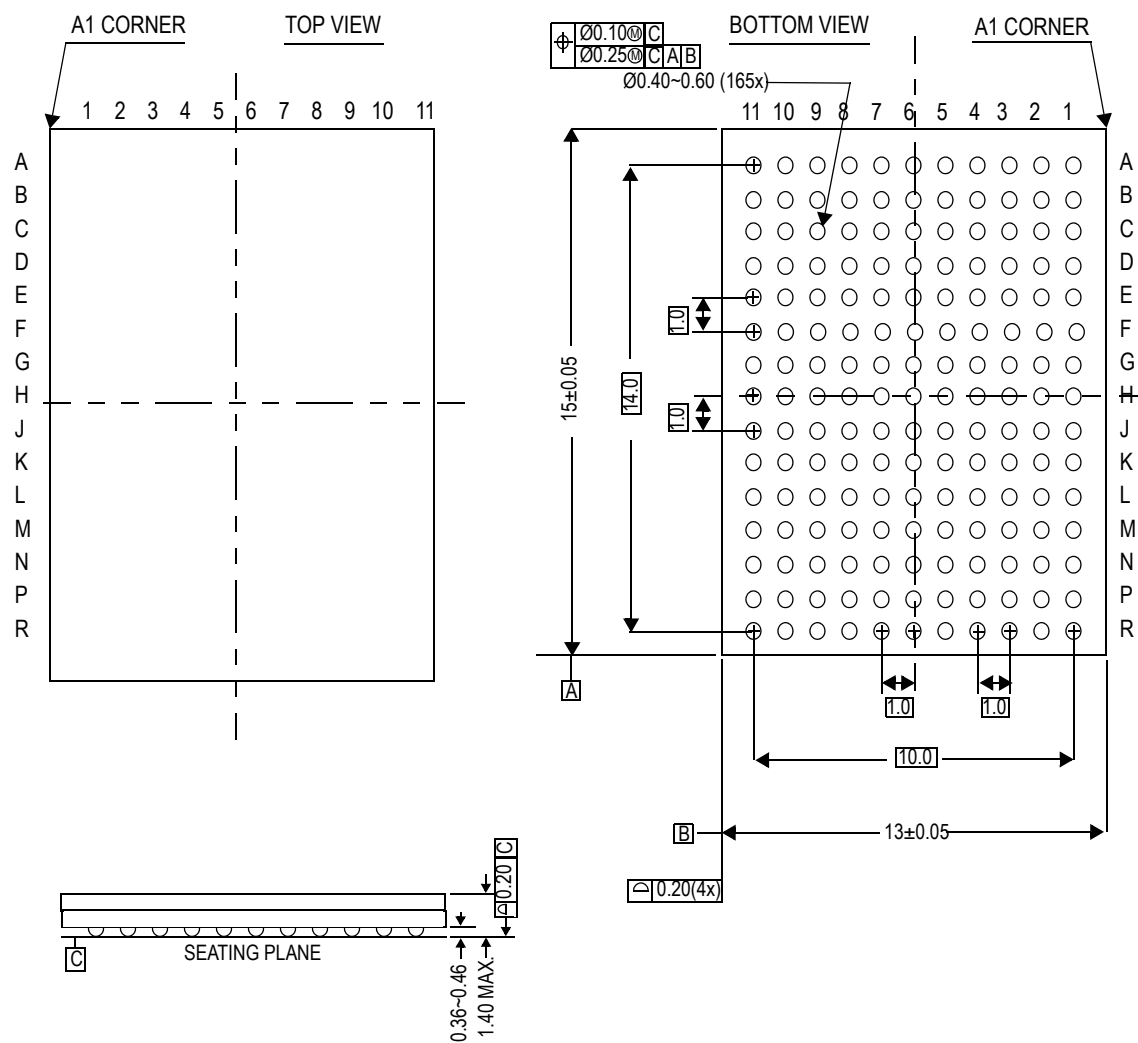 A1 CORNER
TOP VIEW
1 2 3 4 5 6 7 8 9 10 11
A
B
C
D
E
F
G
H
J
K
L
M
N
P
R
BOTTOM VIEW
A1 CORNER
Ø0.10Ⓜ C
Ø0.25Ⓜ C A B
Ø0.40~0.60 (165x)
11 10 9 8 7 6 5 4 3 2 1
A
B
C
D
E
F
G
H
J
K
L
M
N
P
R
1.0
1.0
15±0.05
14.0
A
1.0
1.0
10.0
B
13±0.05
0.20(4x)
0.20 C
C
SEATING PLANE
0.36~0.46
1.40 MAX.